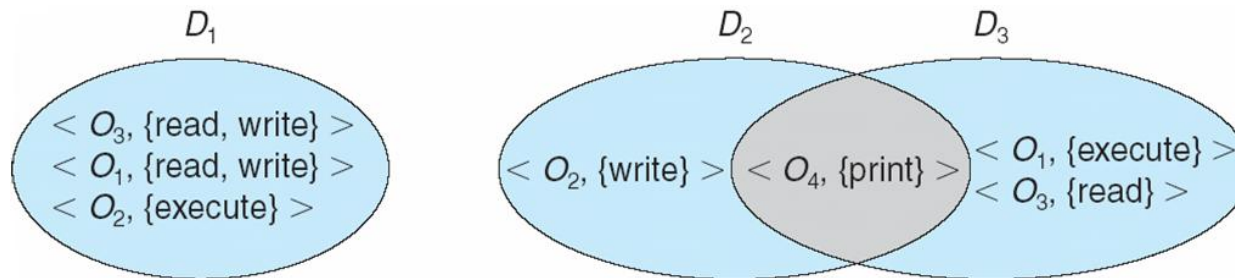 D₁
D₂
D₃
< O₃, {read, write} >
< O₁, {read, write} >
< O₂, {execute} >
< O₂, {write} >
< O₄, {print} >
< O₁, {execute} >
< O₃, {read} >